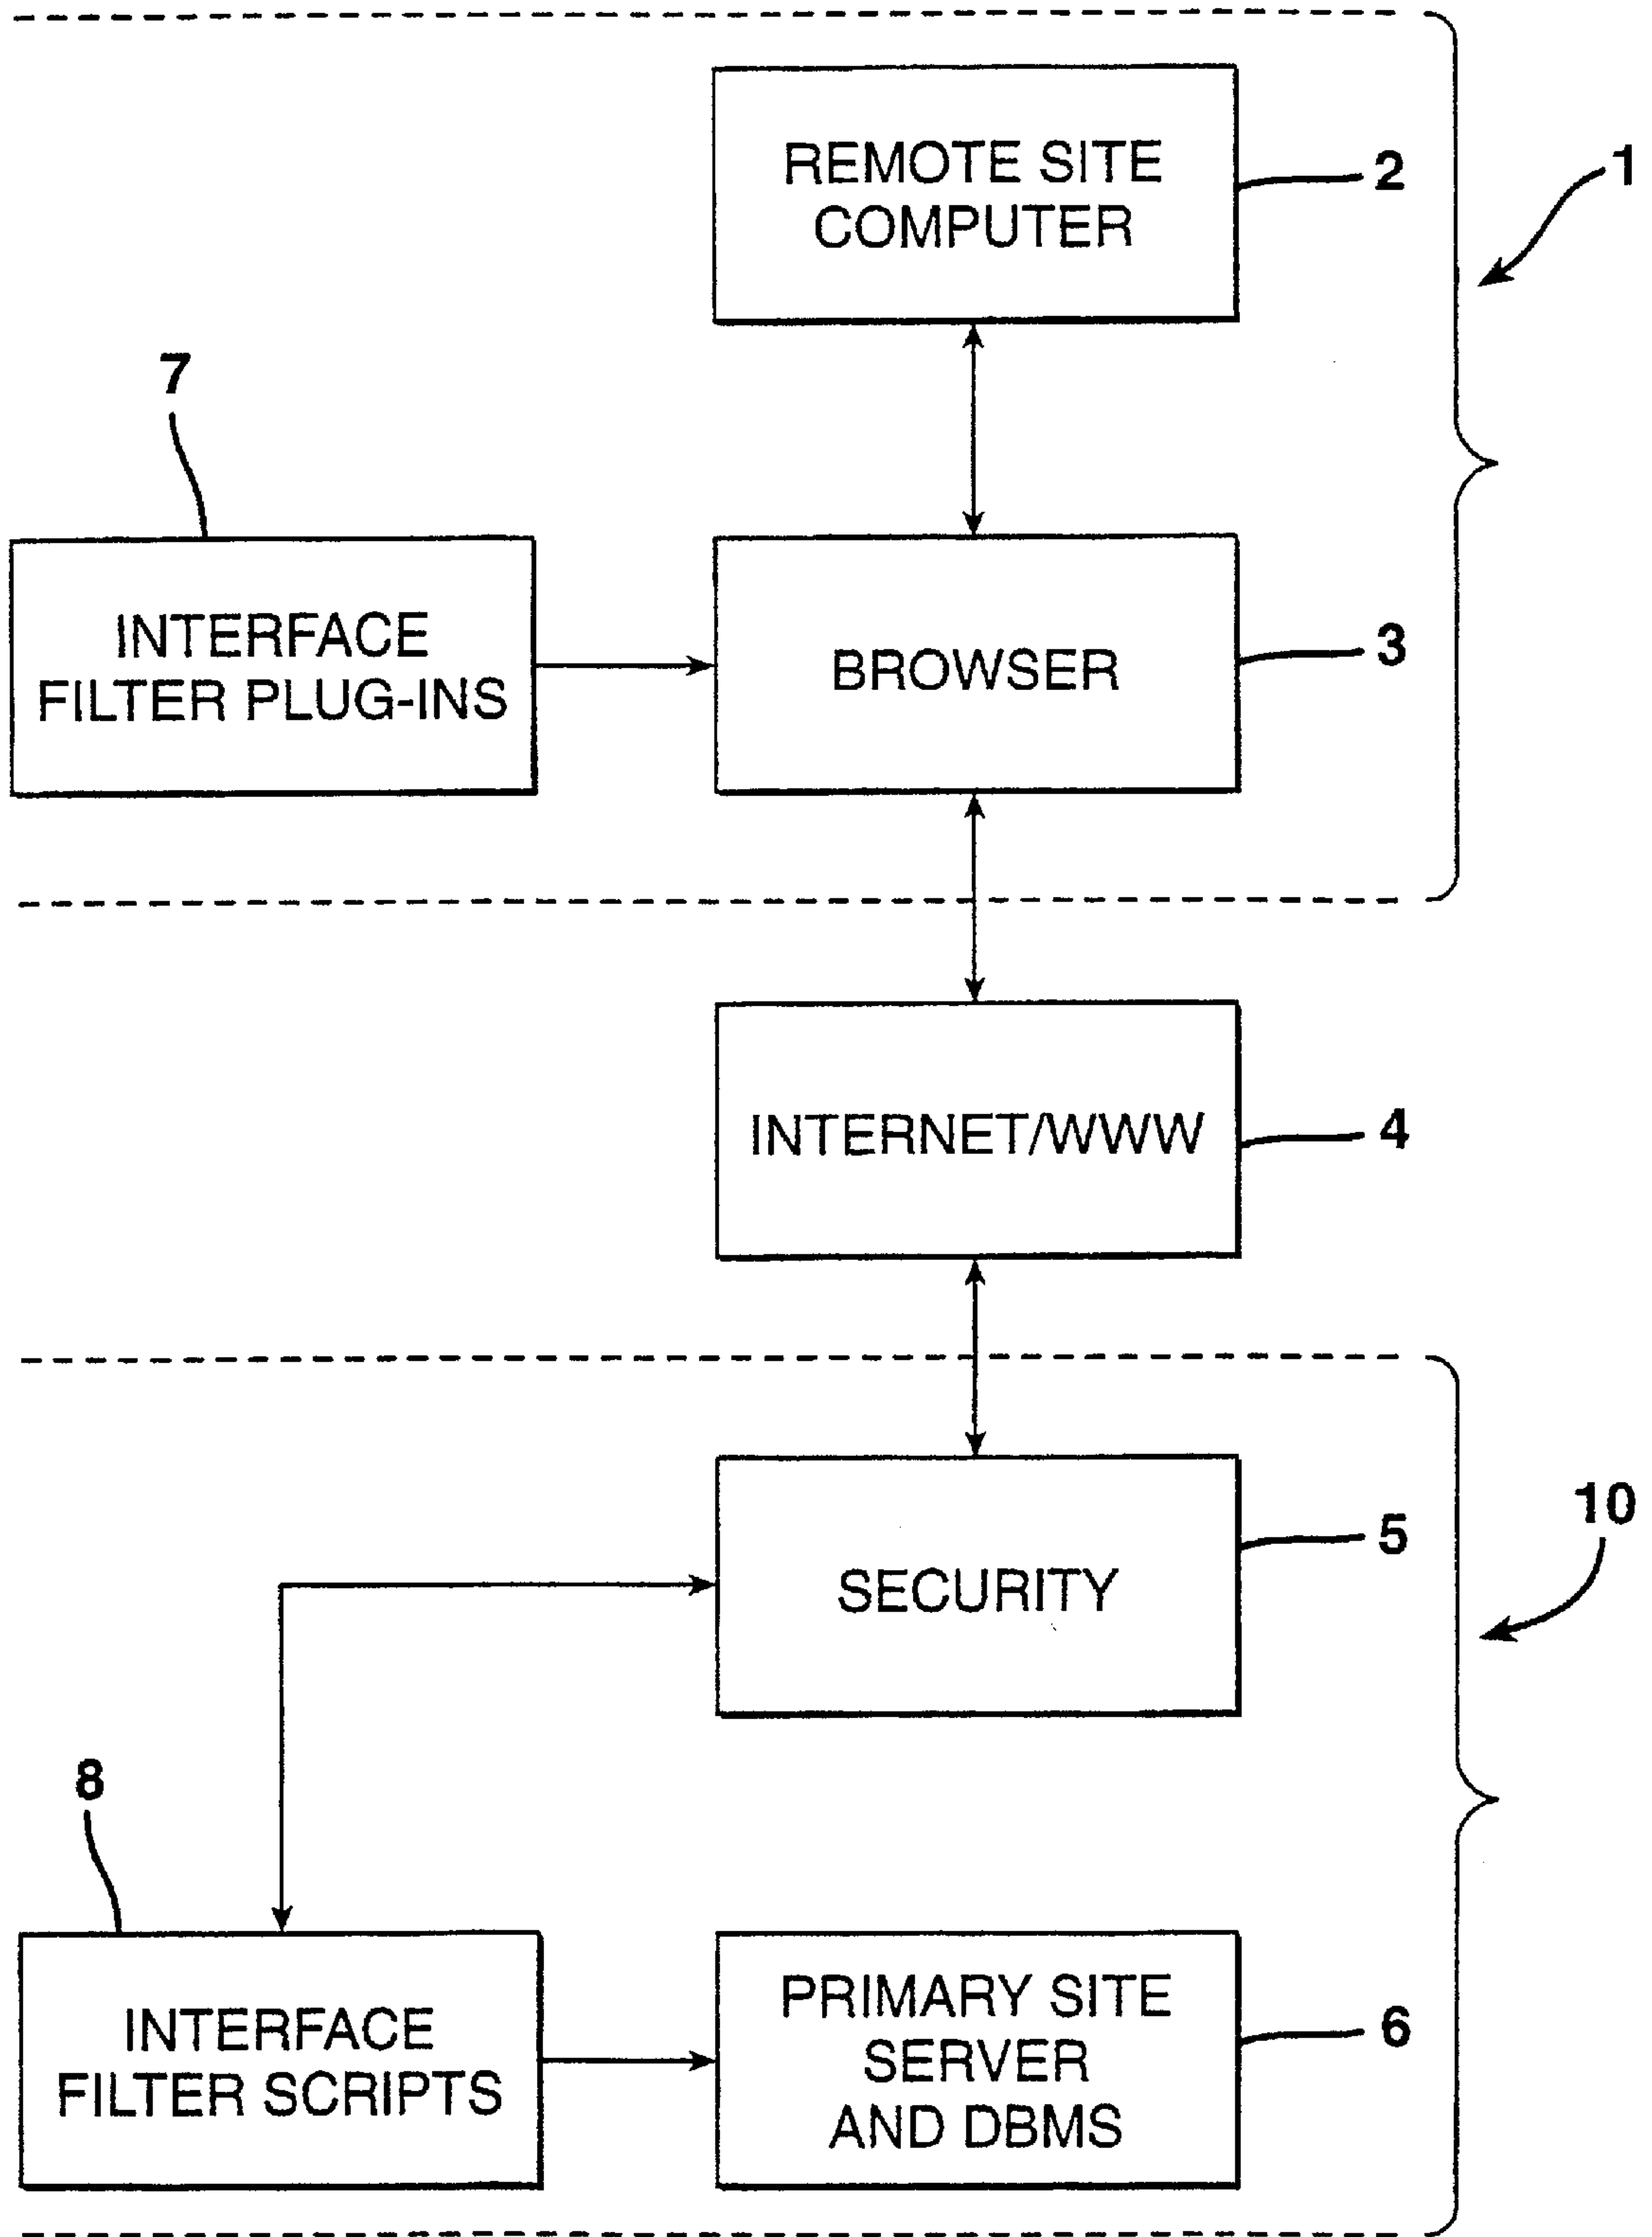 REMOTE SITE
COMPUTER
2
1
7
INTERFACE
FILTER PLUG-INS
BROWSER
3
INTERNET/WWW
4
SECURITY
5
10
8
INTERFACE
FILTER SCRIPTS
PRIMARY SITE
SERVER
AND DBMS
6